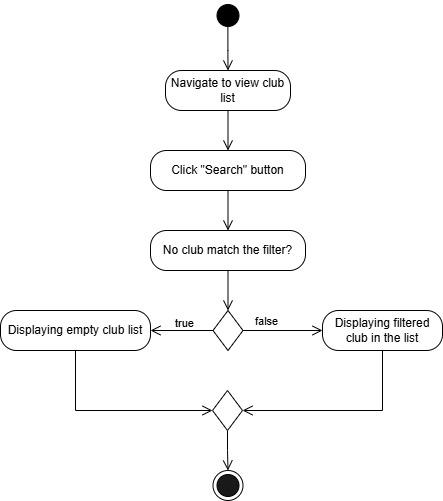 Navigate to view club
list
Click "Search" button
No club match the filter?
true
false
Displaying empty club list
Displaying filtered
club in the list